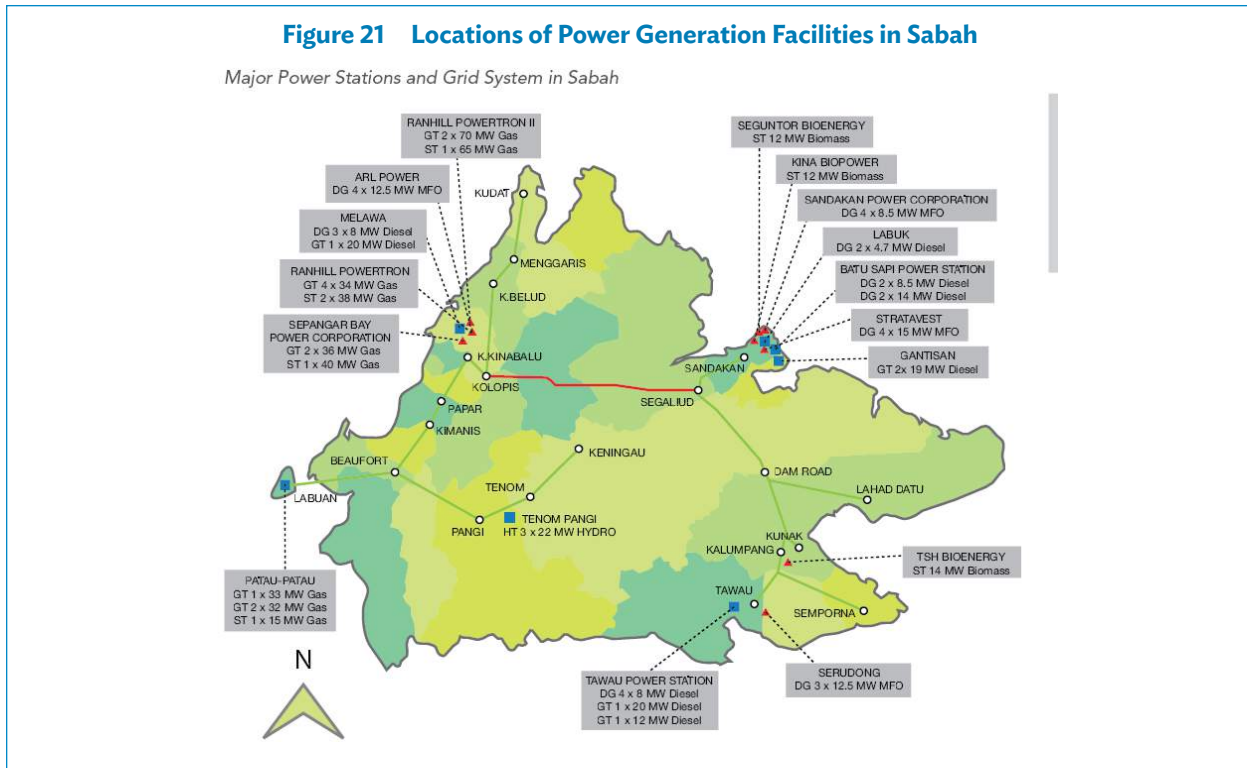 Figure 21 Locations of Power Generation Facilities in Sabah
Major Power Stations and Grid System in Sabah
RANHILL POWERTRON II
GT 2 x 70 MW Gas
ST 1 x 65 MW Gas
ARL POWER
DG 4 x 12.5 MW MFO
MELAWA
DG 3 x 8 MW Diesel
GT 1 x 20 MW Diesel
RANHILL POWERTRON
GT 4 x 34 MW Gas
ST 2 x 38 MW Gas
SEPANGAR BAY
POWER CORPORATION
GT 2 x 36 MW Gas
ST 1 x 40 MW Gas
SEGUNTOR BIOENERGY
ST 12 MW Biomass
KINA BIOPOWER
ST 12 MW Biomass
SANDAKAN POWER CORPORATION
DG 4 x 8.5 MW MFO
LABUK
DG 2 x 4.7 MW Diesel
BATU SAPI POWER STATION
DG 2 x 8.5 MW Diesel
DG 2 x 14 MW Diesel
STRATAVEST
DG 4 x 15 MW MFO
GANTISAN
GT 2x 19 MW Diesel
KUDAT
MENGGARIS
K.BELUD
K.KINABALU
KOLOPIS
PAPAR
KIMANIS
BEAUFORT
LABUAN
KENINGAU
TENOM
PANGI
TENOM PANGI
HT 3 x 22 MW HYDRO
SANDAKAN
SEGALIUD
DAM ROAD
LAHAD DATU
KUNAK
KALUMPANG
TAWAU
SEMPORNA
TSH BIOENERGY
ST 14 MW Biomass
PATAU-PATAU
GT 1 x 33 MW Gas
GT 2 x 32 MW Gas
ST 1 x 15 MW Gas
N
TAWAU POWER STATION
DG 4 x 8 MW Diesel
GT 1 x 20 MW Diesel
GT 1 x 12 MW Diesel
SERUDONG
DG 3 x 12.5 MW MFO